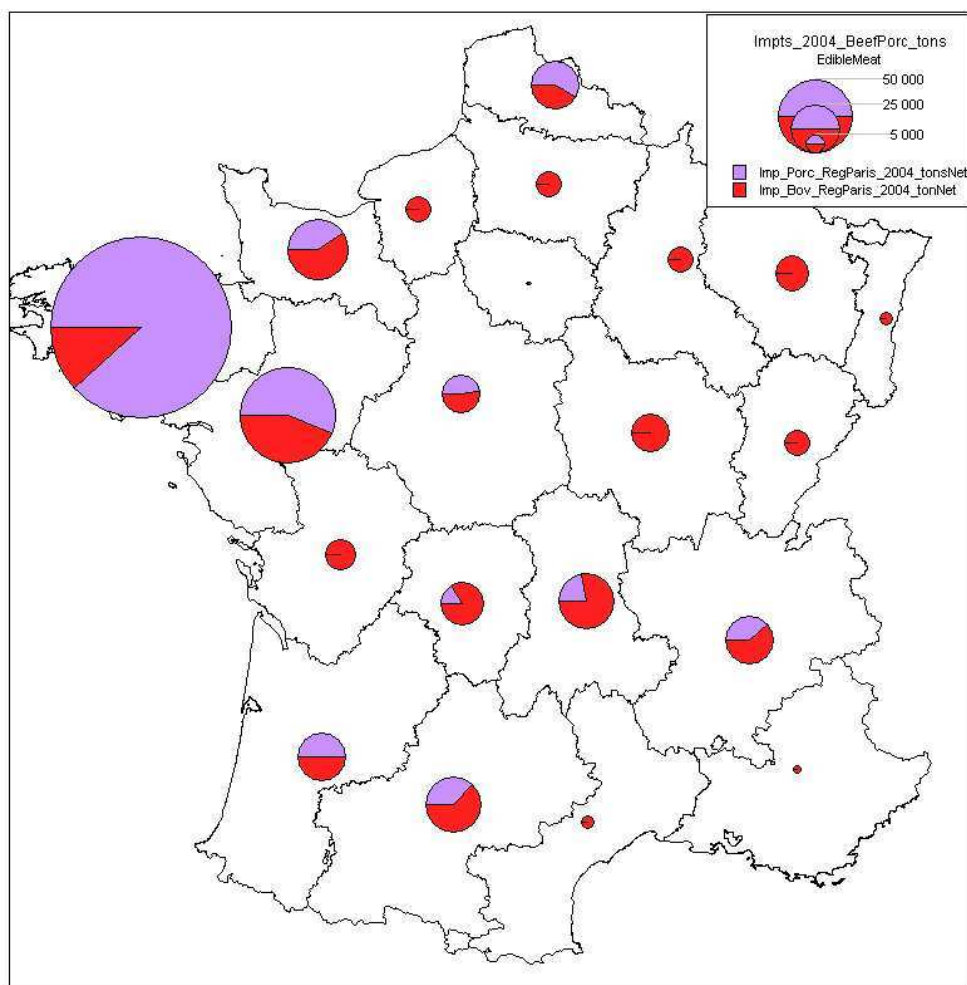 Impts_2004_BeefPorc_tons
EdibleMeat
50 000
25 000
5 000
Imp_Porc_RegParis_2004_tonsNet
Imp_Bov_RegParis_2004_tonNet